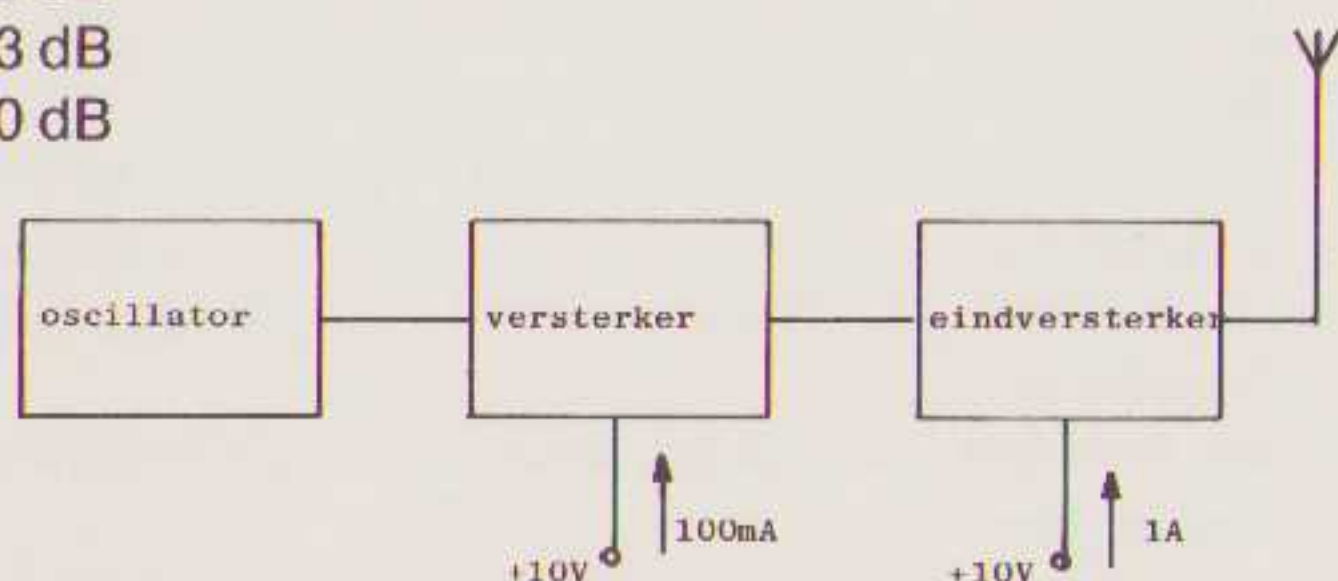 3 dB
0 dB
oscillator
versterker
eindversterker
100mA
1A
+10V
+10V